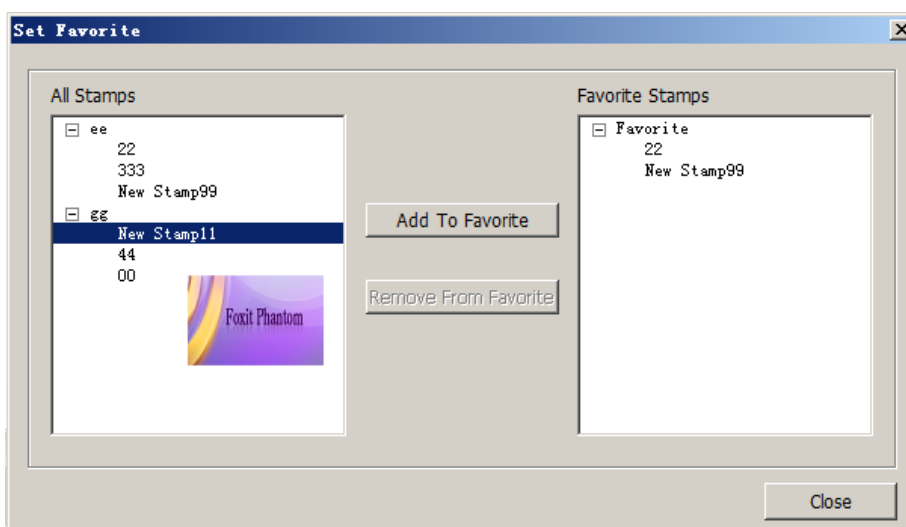 Set Favorite
All Stamps
ee
22
333
New Stamp99
gg
New Stamp11
44
00
Foxit Phantom
Add To Favorite
Remove From Favorite
Favorite Stamps
Favorite
22
New Stamp99
Close